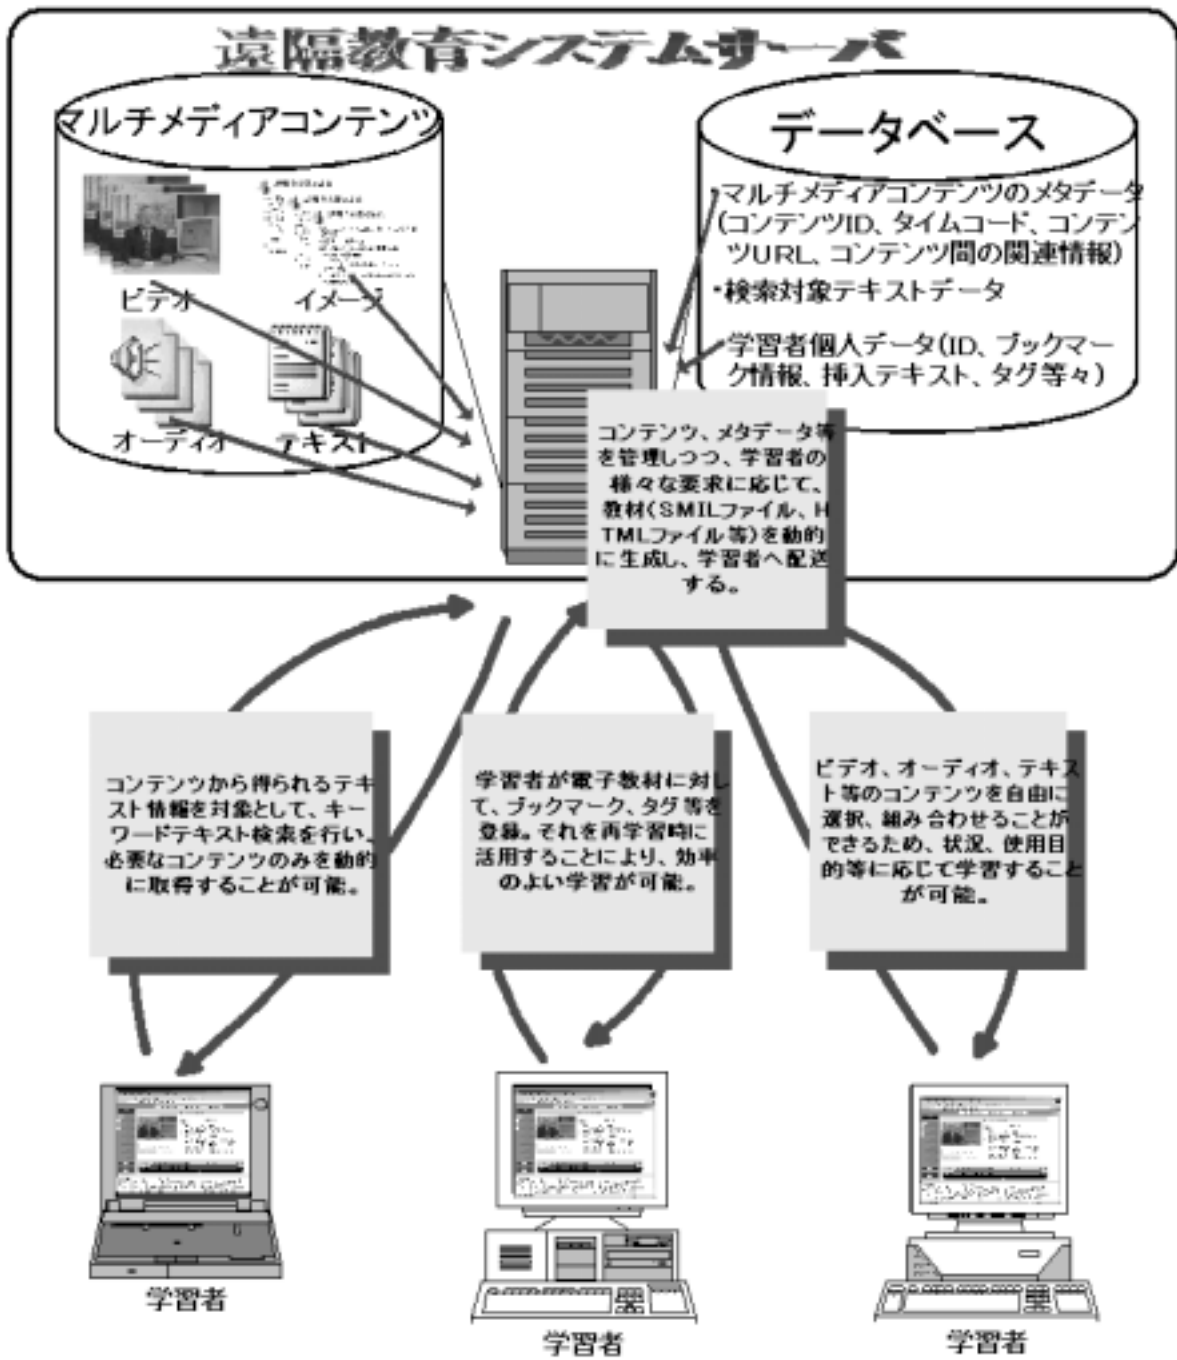 遠隔教育システムサーバ
マルチメディアコンテンツ
ビデオ
イメージ
オーディオ
テキスト
データベース
・マルチメディアコンテンツのメタデータ
(コンテンツID、タイムコード、コンテン
ツURL、コンテンツ間の関連情報)
・検索対象テキストデータ
・学習者個人データ(ID、ブックマー
ク情報、挿入テキスト、タグ等々)
コンテンツ、メタデータ等
を管理しつつ、学習者の
様々な要求に応じて、
教材(SMILファイル、H
TMLファイル等)を動的
に生成し、学習者へ配送
する。
コンテンツから得られるテキ
スト情報を対象として、キー
ワードテキスト検索を行い、
必要なコンテンツのみを動的
に取得することが可能。
学習者が電子教材に対し
て、ブックマーク、タグ等を
登録。それを再学習時に
活用することにより、効率
のよい学習が可能。
ビデオ、オーディオ、テキス
ト等のコンテンツを自由に
選択、組み合わせることが
できるため、状況、使用目
的等に応じて学習すること
が可能。
学習者
学習者
学習者